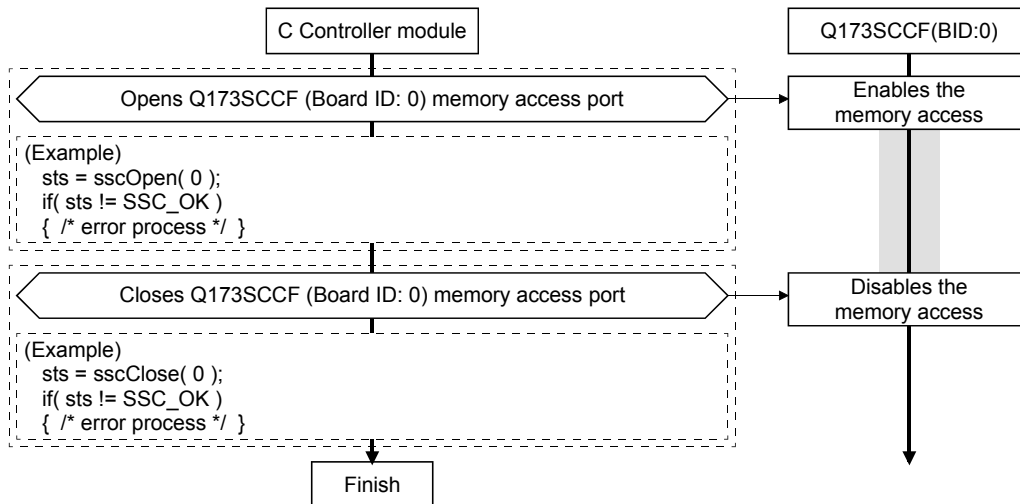 C Controller module
Q173SCCF(BID:0)
Opens Q173SCCF (Board ID: 0) memory access port
Enables the
memory access
(Example)
sts = sscOpen( 0 );
if( sts != SSC_OK )
{ /* error process */ }
Closes Q173SCCF (Board ID: 0) memory access port
Disables the
memory access
(Example)
sts = sscClose( 0 );
if( sts != SSC_OK )
{ /* error process */ }
Finish